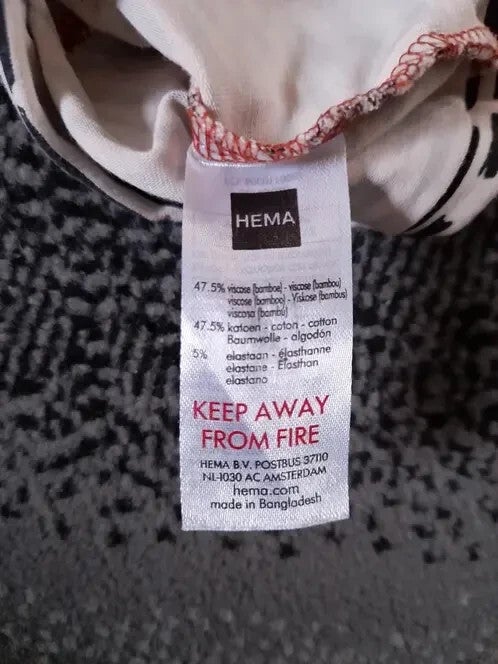 HEMA
47.5% viscose (bamboe) - viscose (bambou)
viscose (bamboo) - Viskose (bambus)
viscosa (bambú)
47.5% katoen - coton - cotton
Baumwolle - algodón
5% elastaan - élasthanne
elastane - Elasthan
elastano
KEEP AWAY
FROM FIRE
HEMA B.V. POSTBUS 37110
NL-1030 AC AMSTERDAM
hema.com
made in Bangladesh